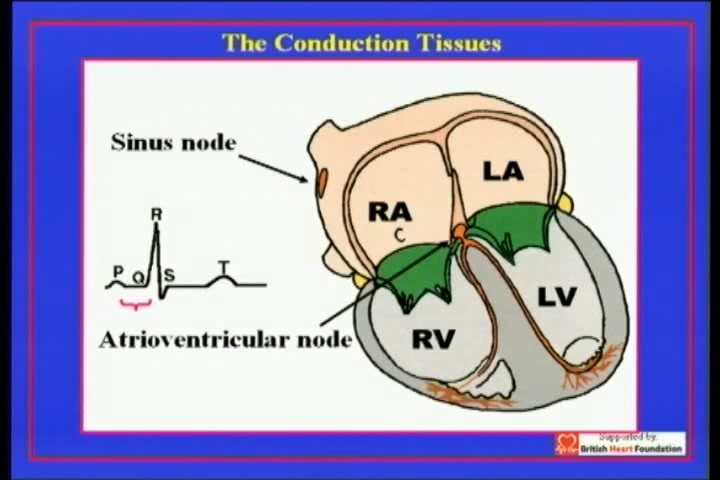 The Conduction Tissues
Sinus node
LA
RA
C
R
P
Q
S
T
LV
Atrioventricular node
RV
Supported by:
British Heart Foundation